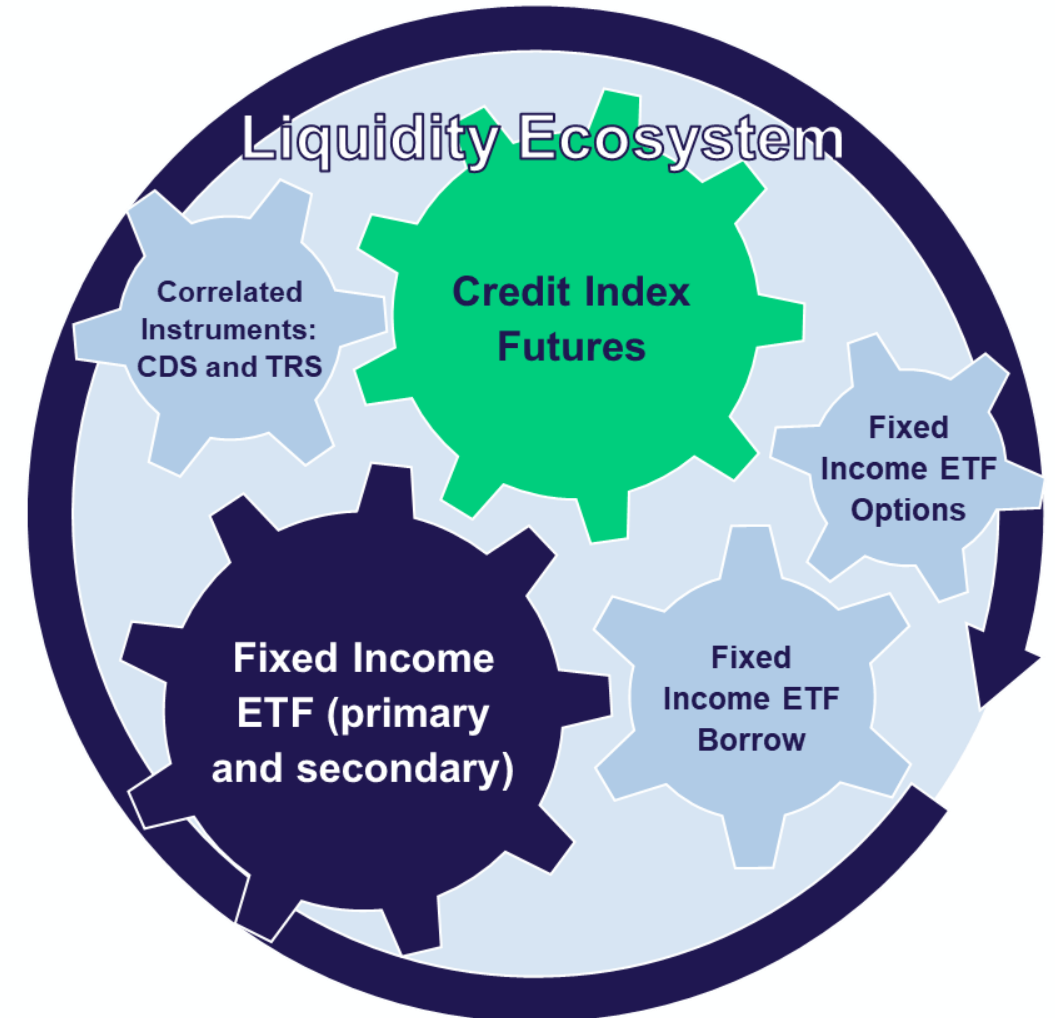 Liquidity Ecosystem
Correlated
Instruments:
CDS and TRS
Credit Index
Futures
Fixed
Income ETF
Options
Fixed Income
ETF (primary
and secondary)
Fixed
Income ETF
Borrow